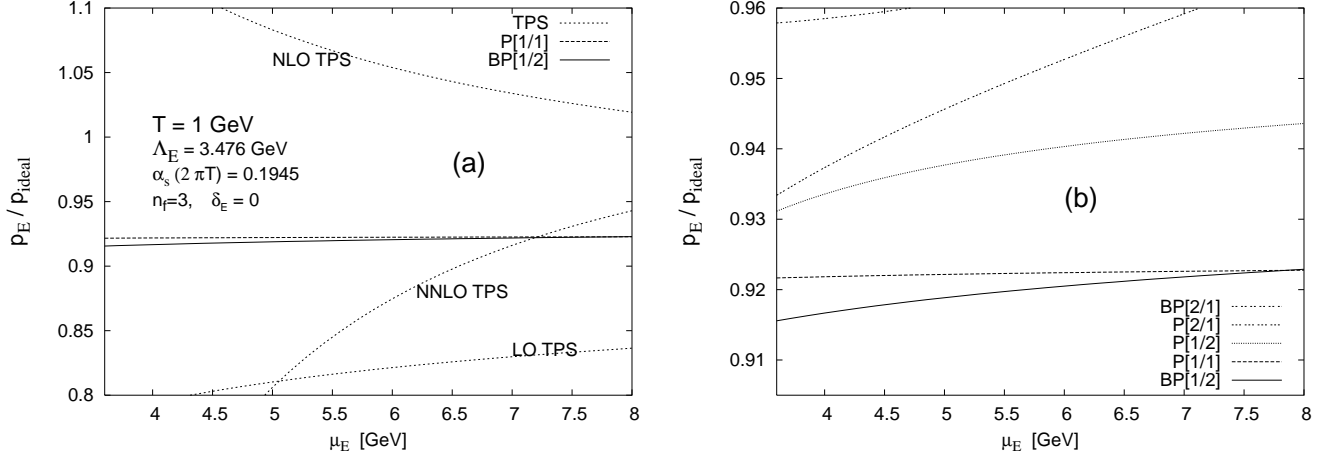 1.1
1.05
1
0.95
0.9
0.85
0.8
p_E / p_ideal
TPS
P[1/1]
BP[1/2]
NLO TPS
T = 1 GeV
Λ_E = 3.476 GeV
α_s (2 πT) = 0.1945
n_f=3, δ_E = 0
(a)
NNLO TPS
LO TPS
4 4.5 5 5.5 6 6.5 7 7.5 8
μ_E [GeV]
0.96
0.95
0.94
0.93
0.92
0.91
p_E / p_ideal
(b)
BP[2/1]
P[2/1]
P[1/2]
P[1/1]
BP[1/2]
4 4.5 5 5.5 6 6.5 7 7.5 8
μ_E [GeV]